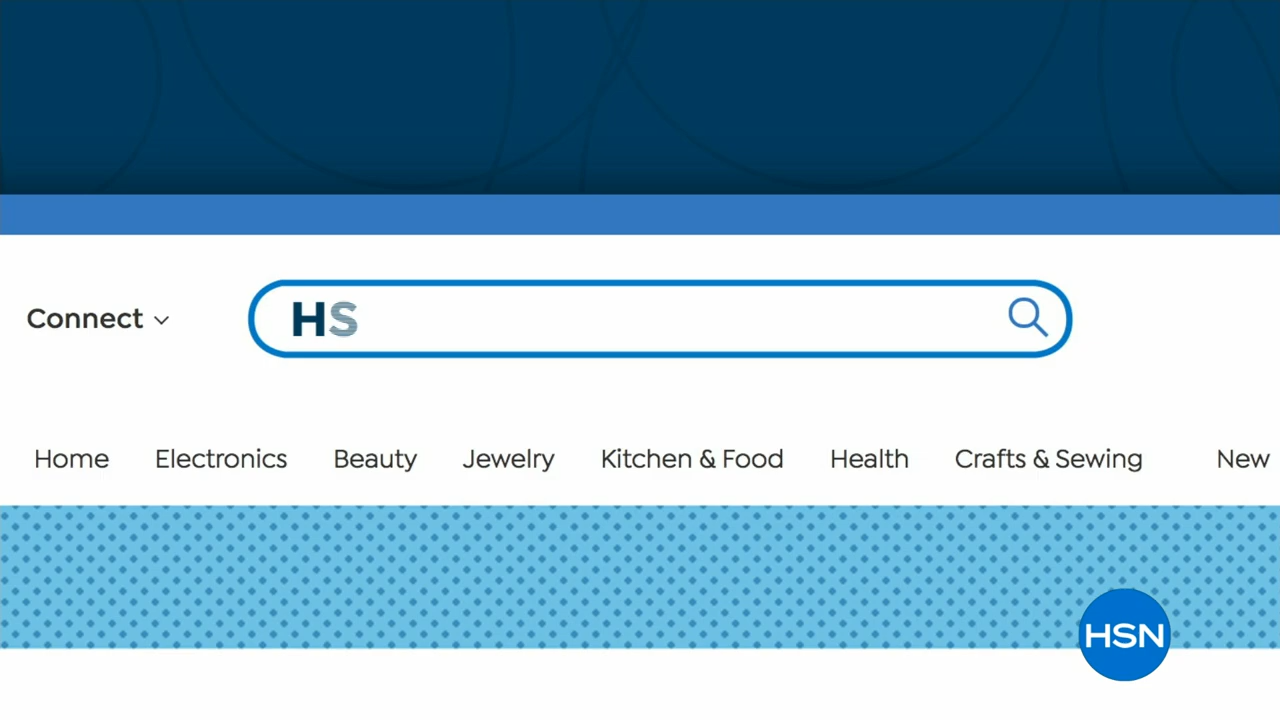 Connect
HS
Home Electronics Beauty Jewelry Kitchen & Food Health Crafts & Sewing New
HSN